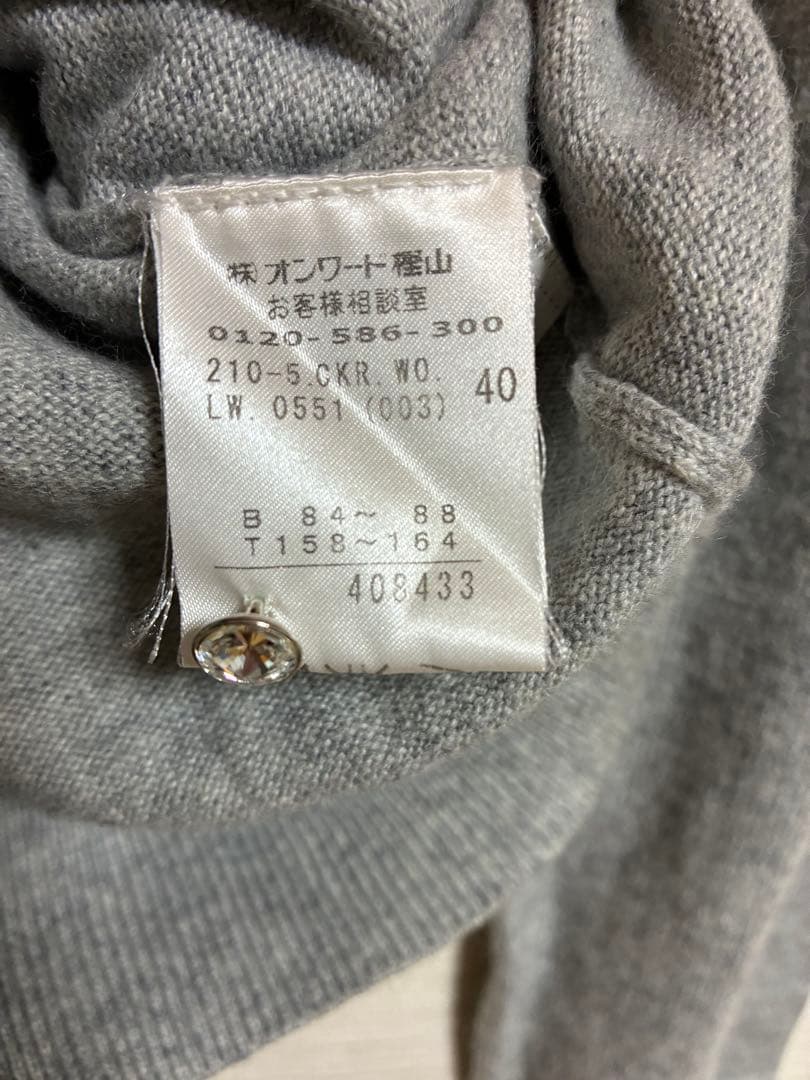 ㈱オンワード樫山
お客様相談室
0120-586-300
210-5.CKR.WO. 40
LW. 0551 (003)
B 84〜 88
T158〜164
408433